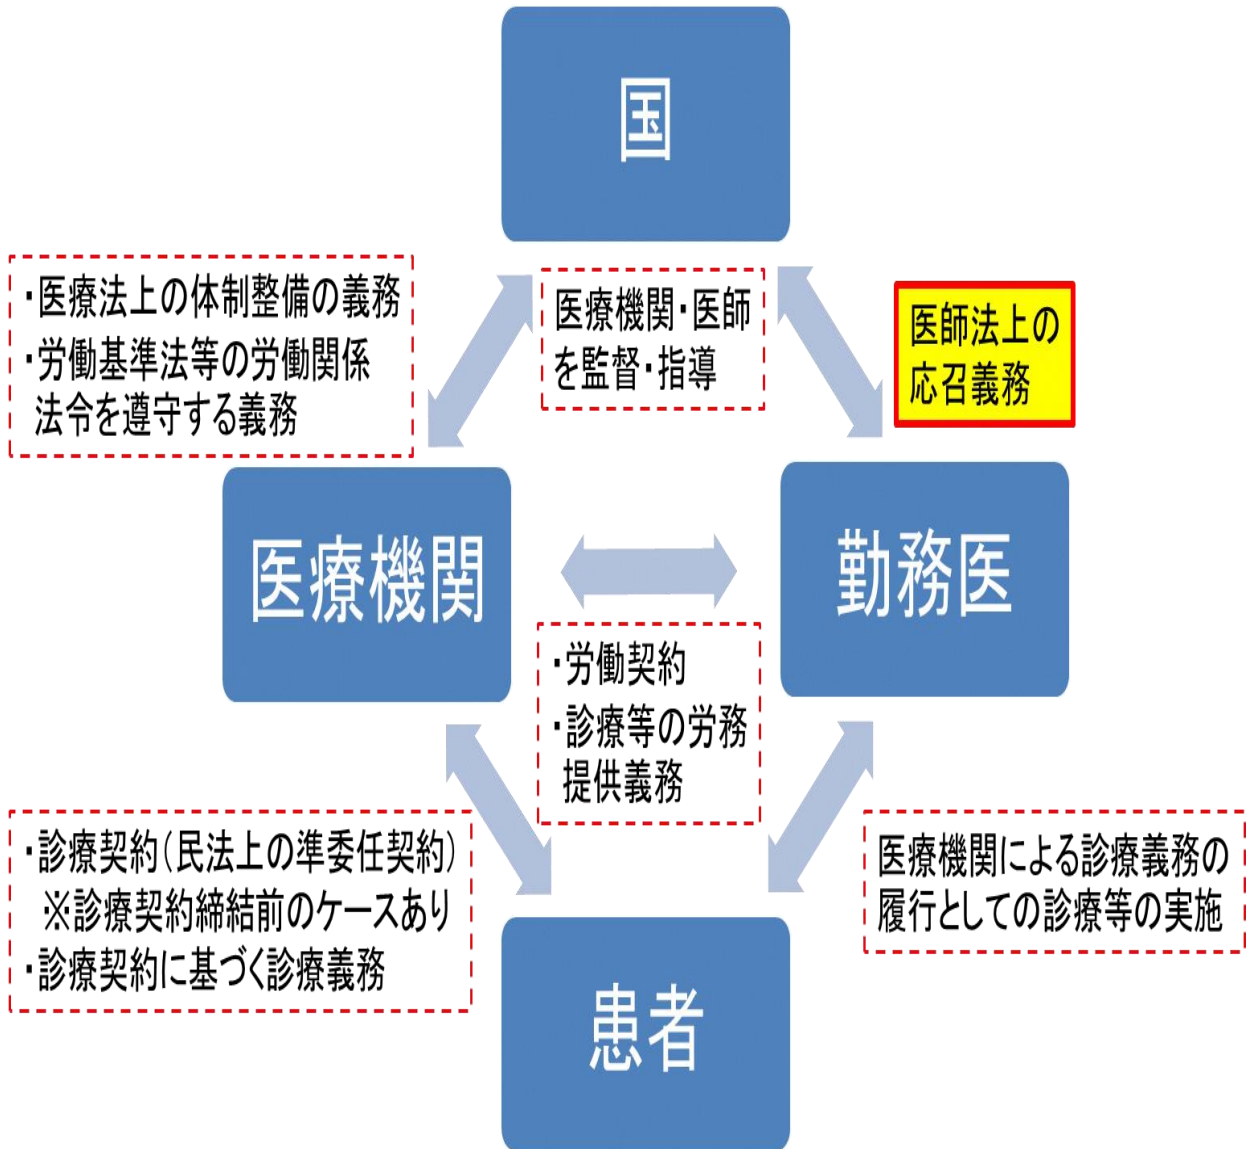 国
・医療法上の体制整備の義務
・労働基準法等の労働関係
法令を遵守する義務
医療機関・医師
を監督・指導
医師法上の
応召義務
医療機関
勤務医
・労働契約
・診療等の労務
提供義務
・診療契約（民法上の準委任契約）
※診療契約締結前のケースあり
・診療契約に基づく診療義務
医療機関による診療義務の
履行としての診療等の実施
患者